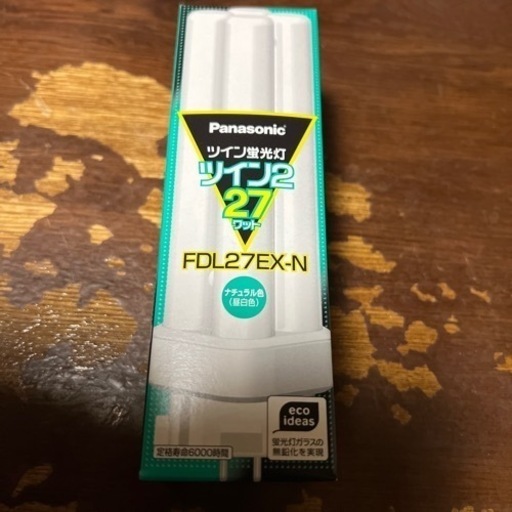 Panasonic
ツイン蛍光灯
ツイン2
27
ワット
FDL27EX-N
ナチュラル色
(昼白色)
eco
ideas
蛍光灯ガラスの
無鉛化を実現
定格寿命6000時間